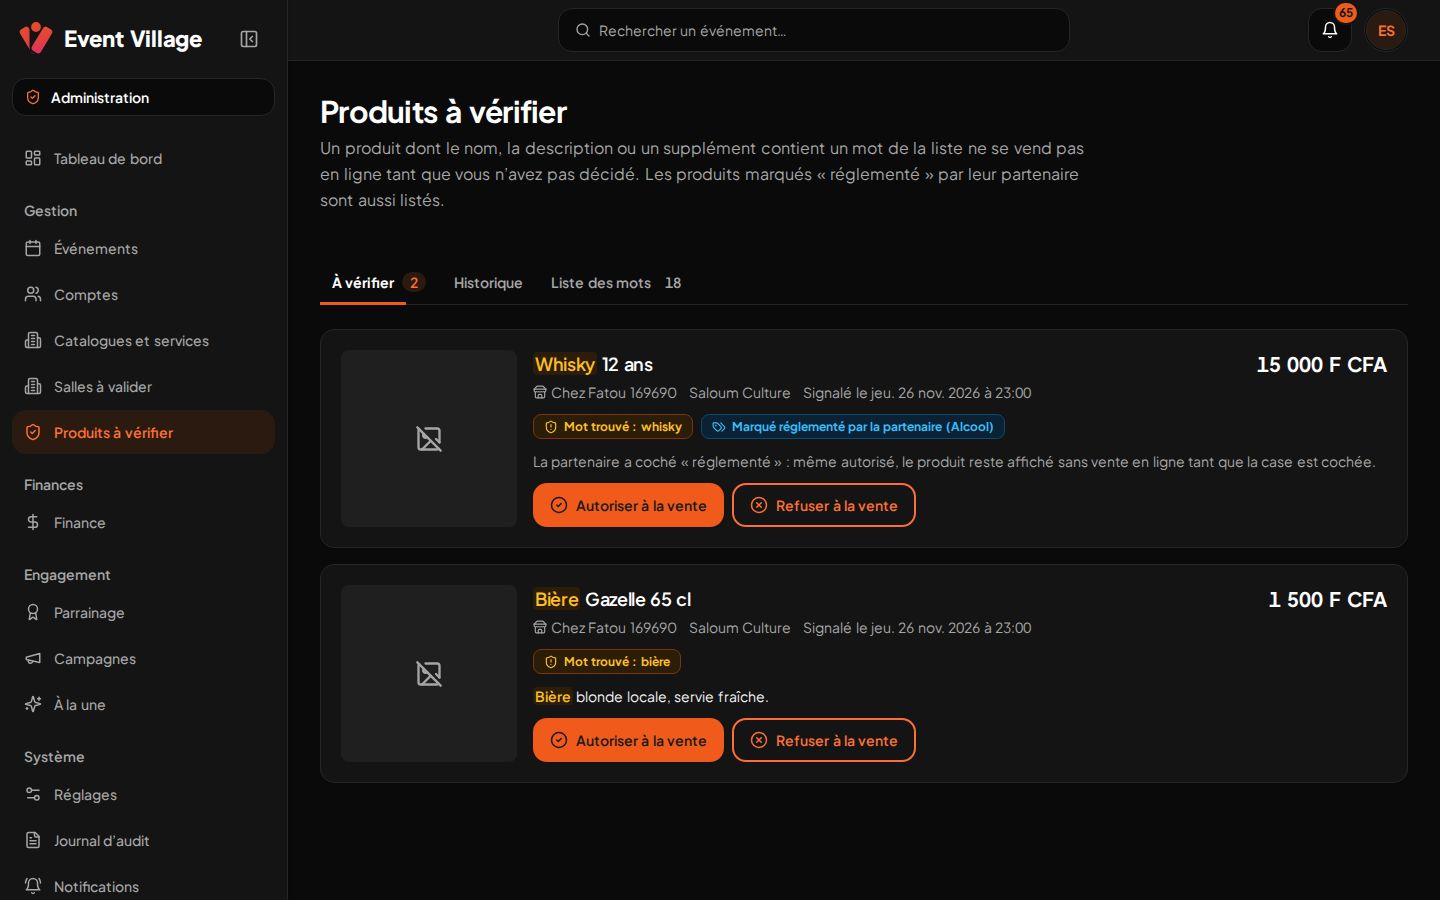 Event Village
Rechercher un événement…
65
ES
Administration
Tableau de bord
Gestion
Événements
Comptes
Catalogues et services
Salles à valider
Produits à vérifier
Finances
Finance
Engagement
Parrainage
Campagnes
À la une
Système
Réglages
Journal d’audit
Notifications
Produits à vérifier
Un produit dont le nom, la description ou un supplément contient un mot de la liste ne se vend pas
en ligne tant que vous n’avez pas décidé. Les produits marqués « réglementé » par leur partenaire
sont aussi listés.
À vérifier 2 Historique Liste des mots 18
Whisky 12 ans 15 000 F CFA
Chez Fatou 169690 Saloum Culture Signalé le jeu. 26 nov. 2026 à 23:00
Mot trouvé : whisky Marqué réglementé par la partenaire (Alcool)
La partenaire a coché « réglementé » : même autorisé, le produit reste affiché sans vente en ligne tant que la case est cochée.
Autoriser à la vente Refuser à la vente
Bière Gazelle 65 cl 1 500 F CFA
Chez Fatou 169690 Saloum Culture Signalé le jeu. 26 nov. 2026 à 23:00
Mot trouvé : bière
Bière blonde locale, servie fraîche.
Autoriser à la vente Refuser à la vente